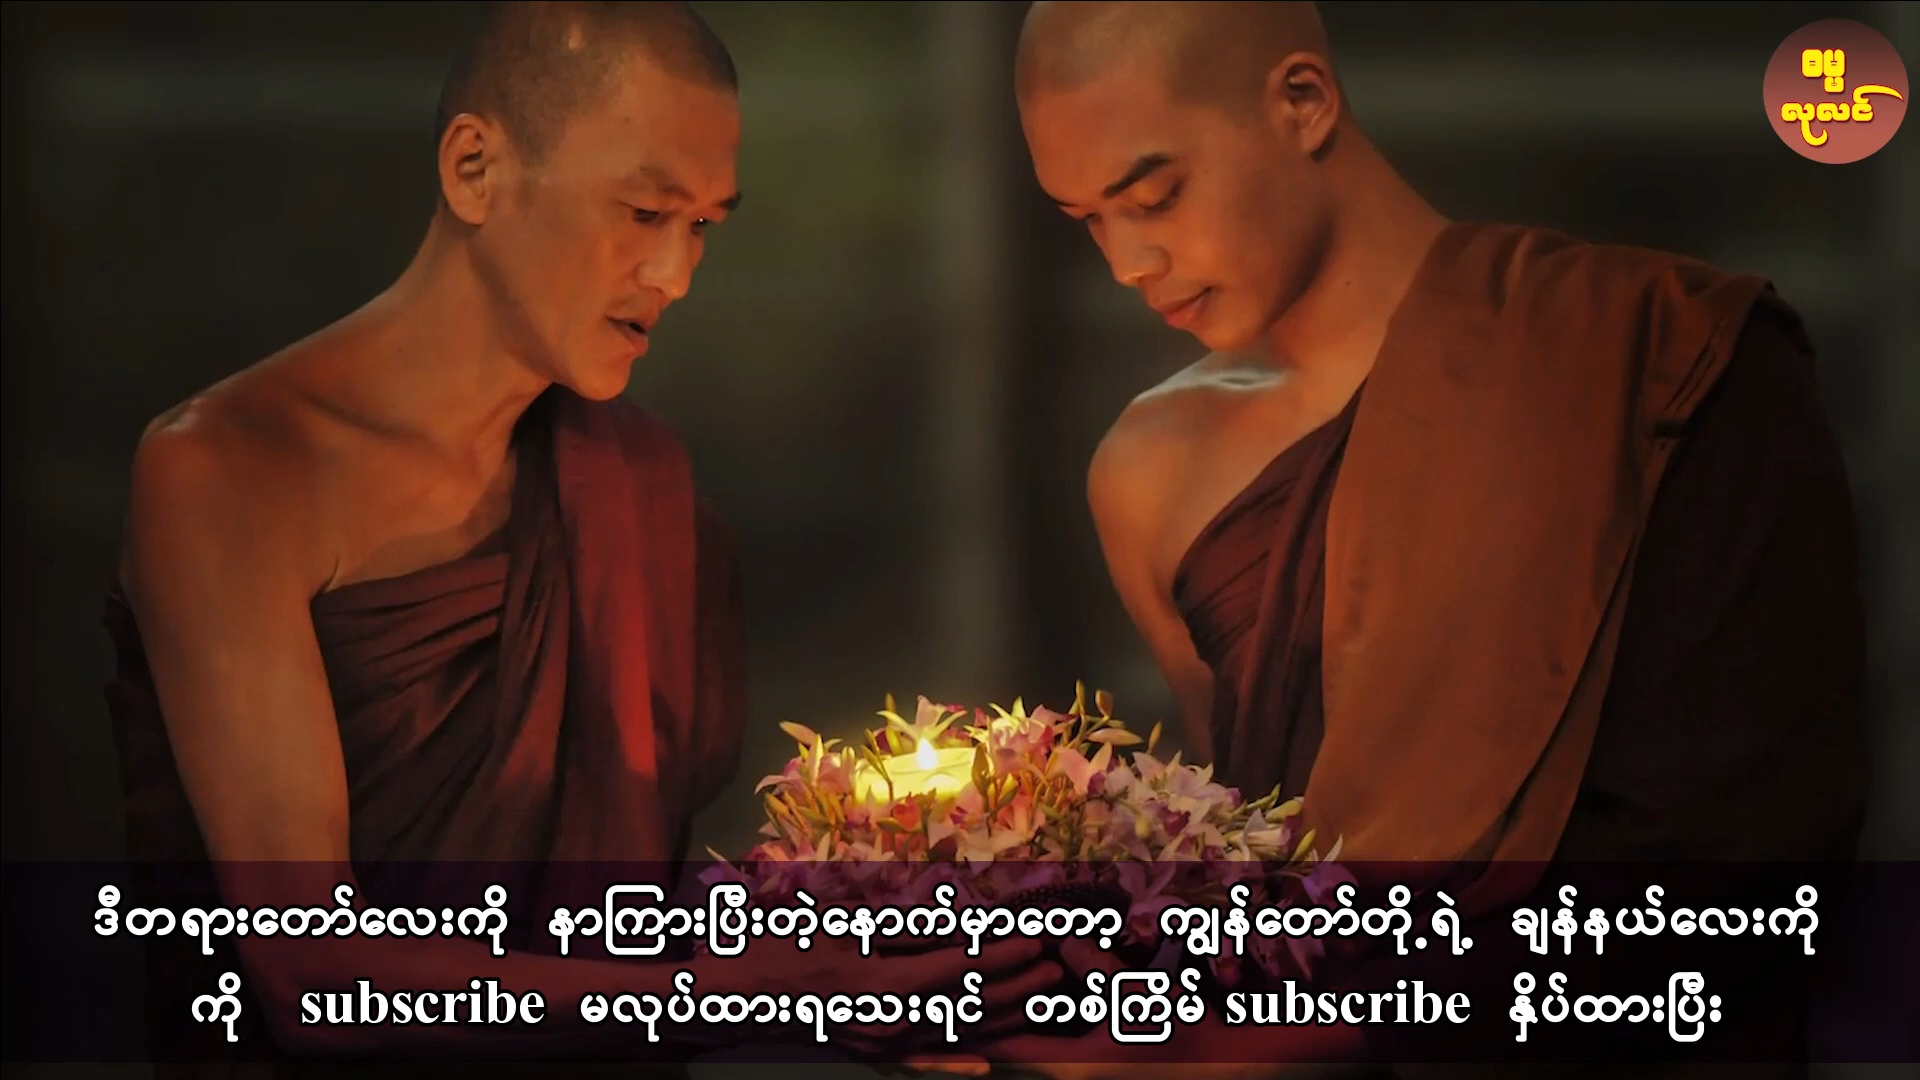 ဓမ္မ
လုလင်
ဒီတရားတော်လေးကို နာကြားပြီးတဲ့နောက်မှာတော့ ကျွန်တော်တို့ရဲ့ ချန်နယ်လေးကို
ကို subscribe မလုပ်ထားရသေးရင် တစ်ကြိမ် subscribe နှိပ်ထားပြီး